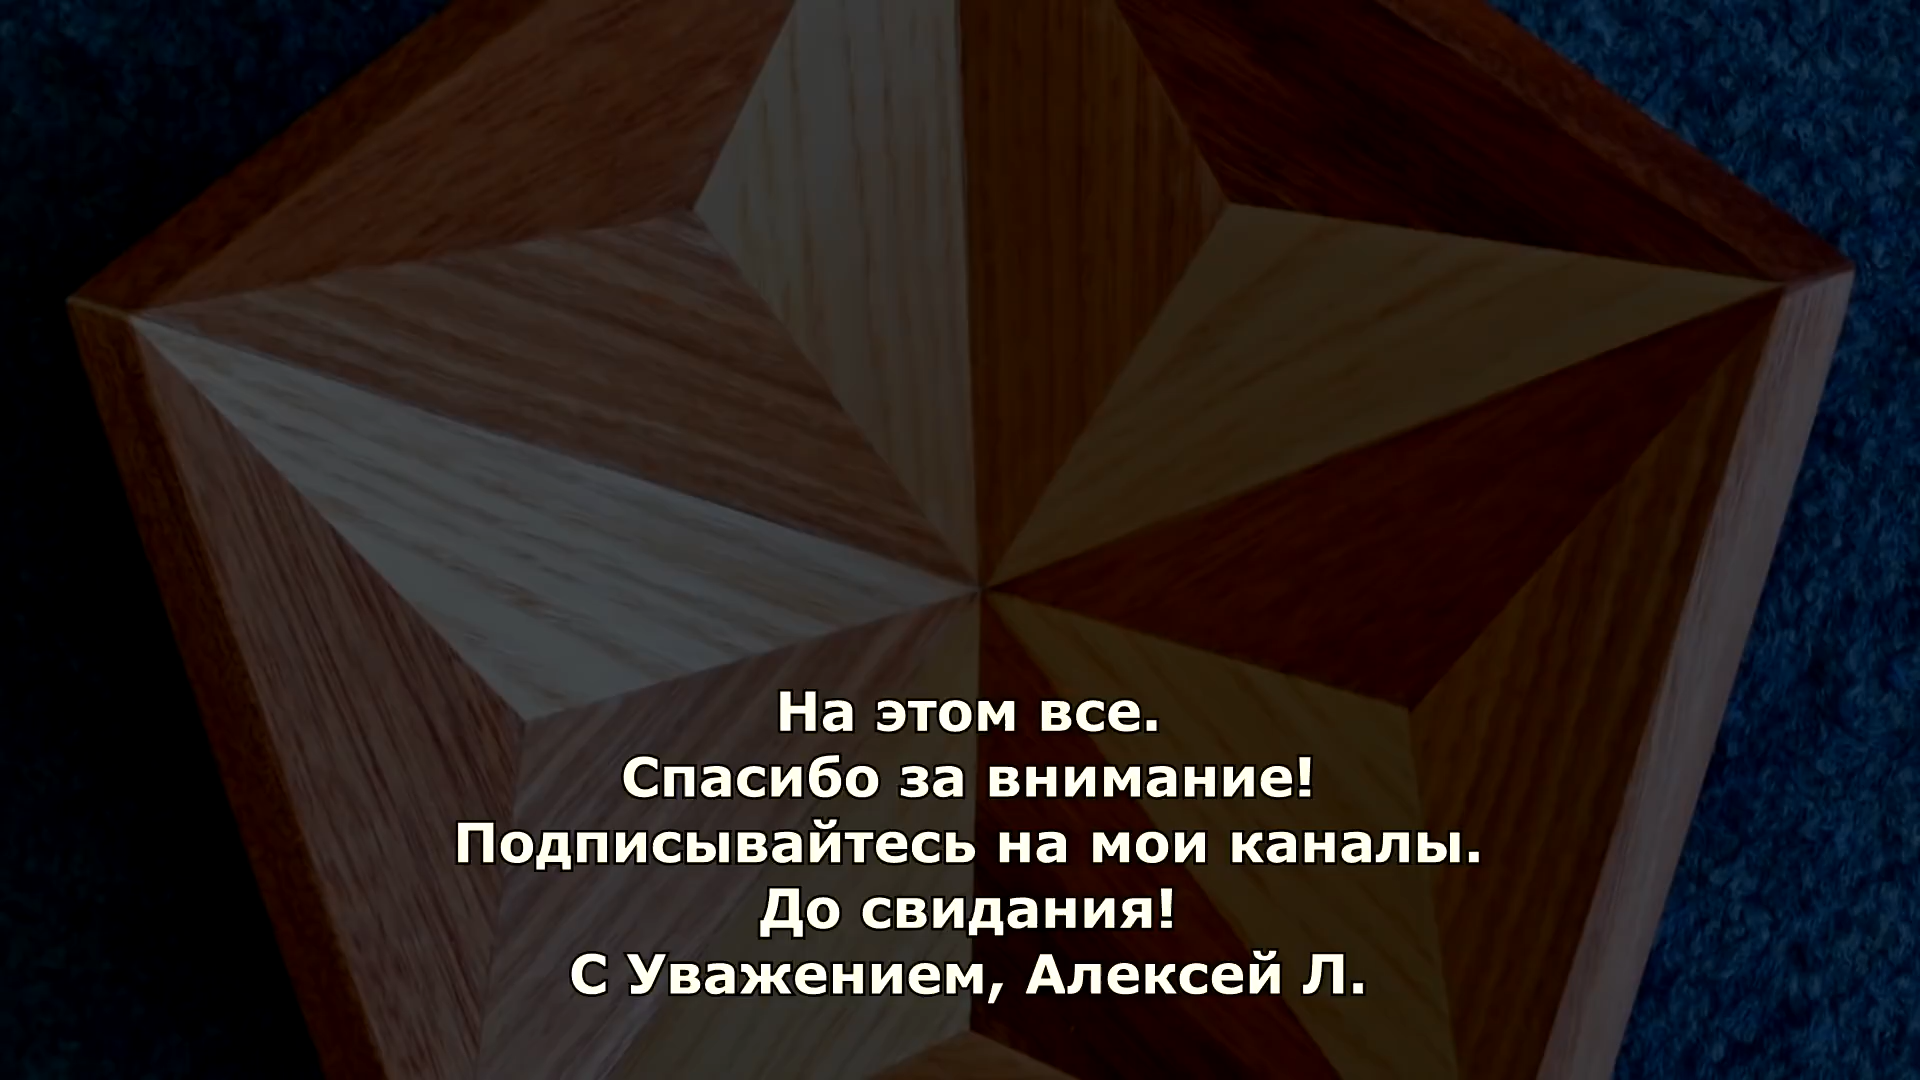 На этом все.
Спасибо за внимание!
Подписывайтесь на мои каналы.
До свидания!
С Уважением, Алексей Л.